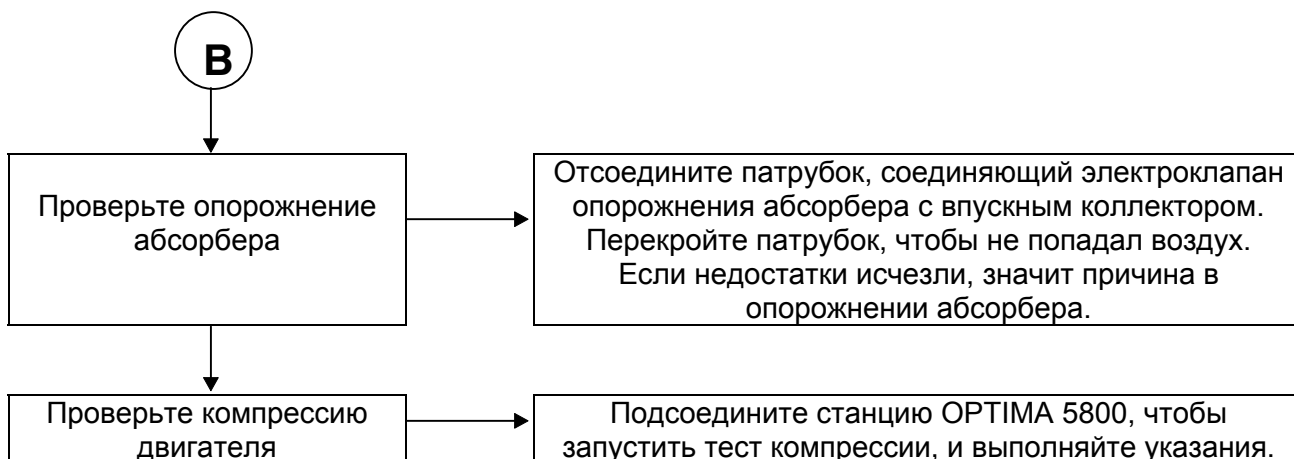 В
Проверьте опорожнение
абсорбера
Отсоедините патрубок, соединяющий электроклапан
опорожнения абсорбера с впускным коллектором.
Перекройте патрубок, чтобы не попадал воздух.
Если недостатки исчезли, значит причина в
опорожнении абсорбера.
Проверьте компрессию
двигателя
Подсоедините станцию OPTIMA 5800, чтобы
запустить тест компрессии, и выполняйте указания.